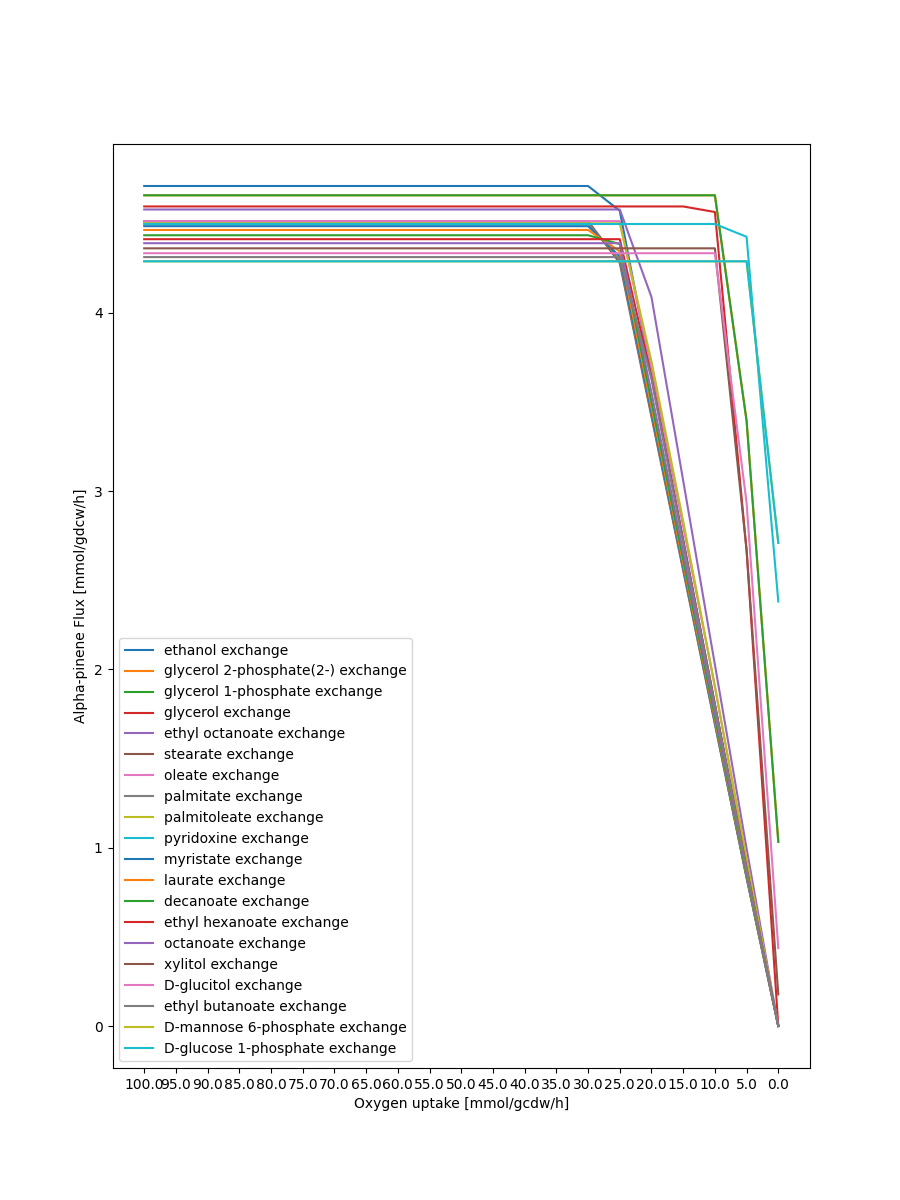 Alpha-pinene Flux [mmol/gdcw/h]
4
3
2
1
0
ethanol exchange
glycerol 2-phosphate(2-) exchange
glycerol 1-phosphate exchange
glycerol exchange
ethyl octanoate exchange
stearate exchange
oleate exchange
palmitate exchange
palmitoleate exchange
pyridoxine exchange
myristate exchange
laurate exchange
decanoate exchange
ethyl hexanoate exchange
octanoate exchange
xylitol exchange
D-glucitol exchange
ethyl butanoate exchange
D-mannose 6-phosphate exchange
D-glucose 1-phosphate exchange
100.0 95.0 90.0 85.0 80.0 75.0 70.0 65.0 60.0 55.0 50.0 45.0 40.0 35.0 30.0 25.0 20.0 15.0 10.0 5.0 0.0
Oxygen uptake [mmol/gcdw/h]